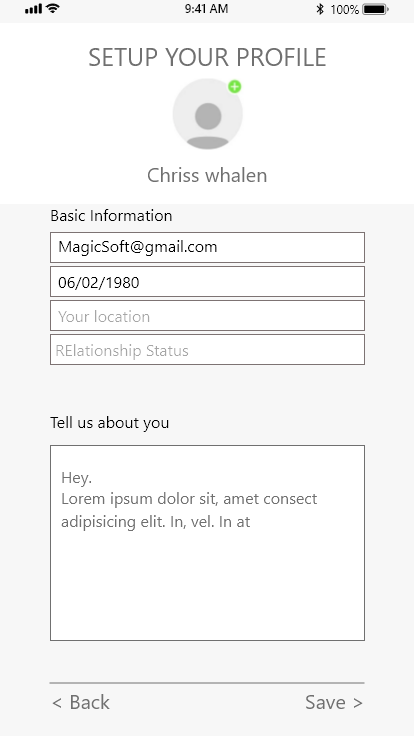 9:41 AM
100%
SETUP YOUR PROFILE
Chriss whalen
Basic Information
MagicSoft@gmail.com
06/02/1980
Your location
RElationship Status
Tell us about you
Hey.
Lorem ipsum dolor sit, amet consect
adipisicing elit. In, vel. In at
< Back
Save >